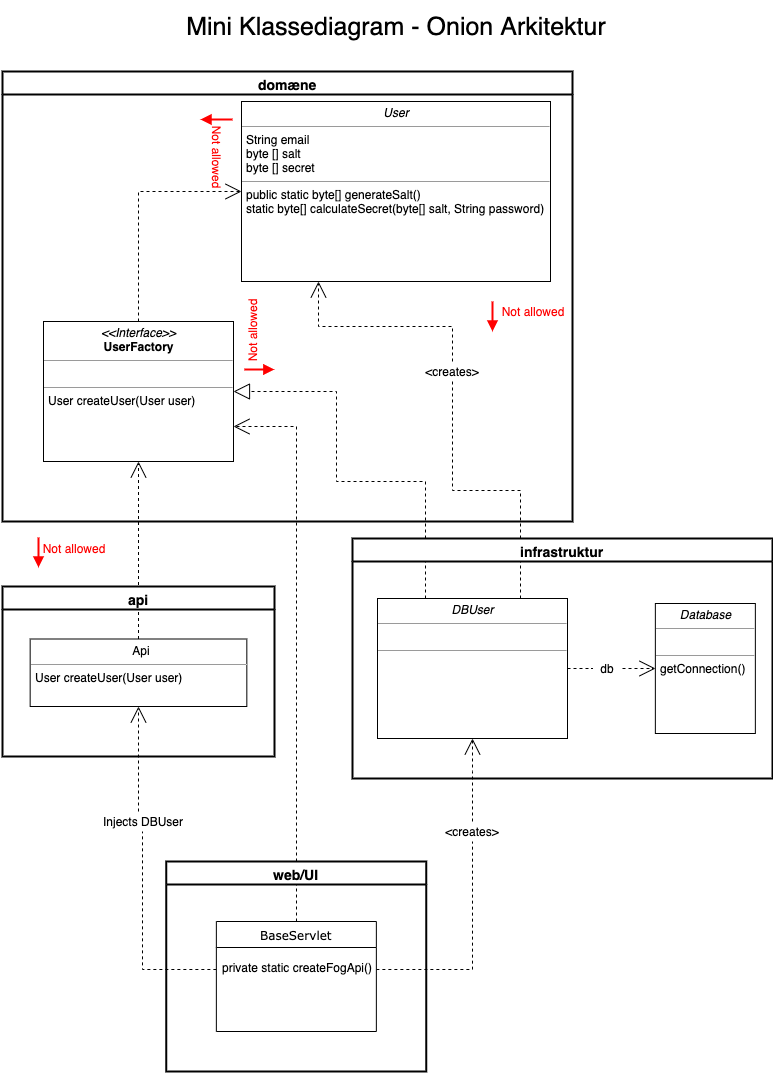 Mini Klassediagram - Onion Arkitektur
domæne
User
String email
byte [] salt
byte [] secret
public static byte[] generateSalt()
static byte[] calculateSecret(byte[] salt, String password)
Not allowed
<<Interface>>
UserFactory
User createUser(User user)
Not allowed
Not allowed
<creates>
Not allowed
infrastruktur
DBUser
db
Database
getConnection()
api
Api
User createUser(User user)
Injects DBUser
<creates>
web/UI
BaseServlet
private static createFogApi()